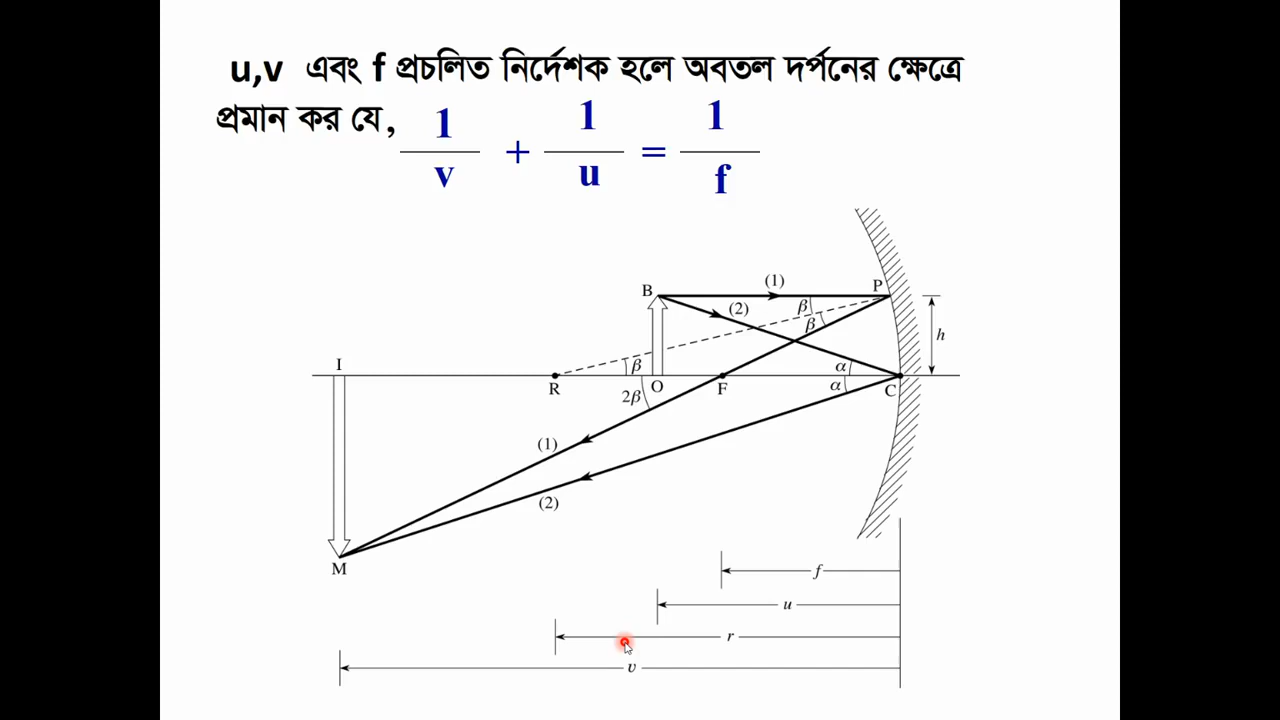 u,v এবং f প্রচলিত নির্দেশক হলে অবতল দর্পনের ক্ষেত্রে
প্রমান কর যে, 1/v + 1/u = 1/f
B (1) P
(2) β
β h
I β α
R O F C
2β α
(1)
(2)
M
f
u
r
v